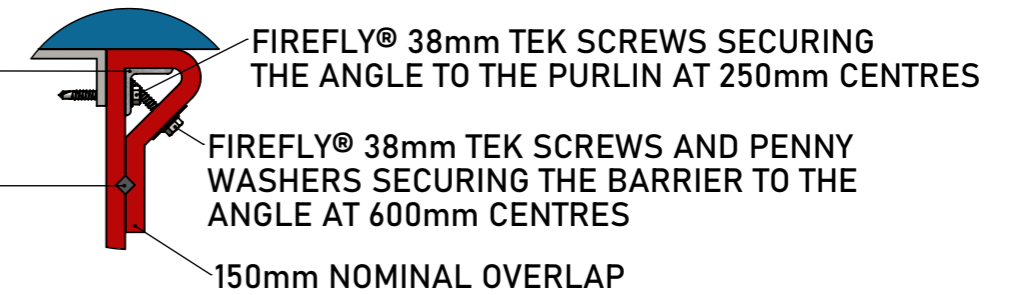 FIREFLY® 38mm TEK SCREWS SECURING
THE ANGLE TO THE PURLIN AT 250mm CENTRES
FIREFLY® 38mm TEK SCREWS AND PENNY
WASHERS SECURING THE BARRIER TO THE
ANGLE AT 600mm CENTRES
150mm NOMINAL OVERLAP